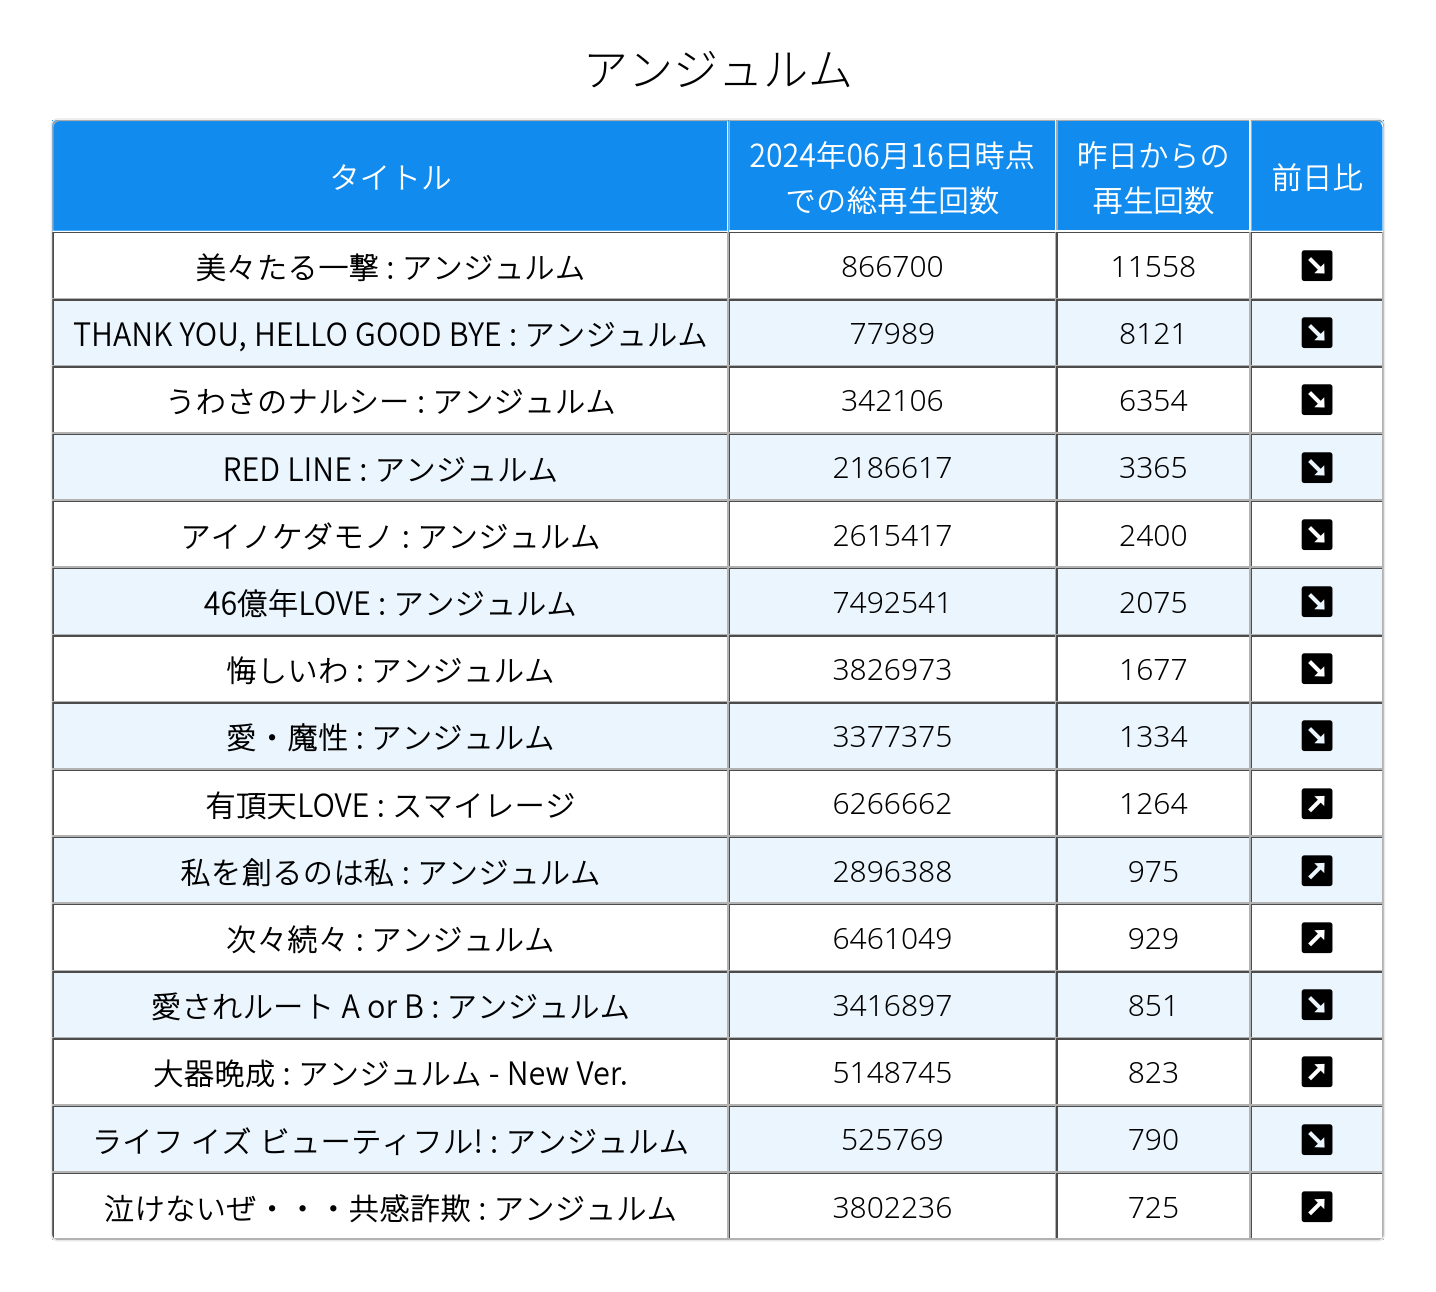 アンジュルム
タイトル 2024年06月16日時点での総再生回数 昨日からの再生回数 前日比
美々たる一撃 : アンジュルム 866700 11558 ↘
THANK YOU, HELLO GOOD BYE : アンジュルム 77989 8121 ↘
うわさのナルシー : アンジュルム 342106 6354 ↘
RED LINE : アンジュルム 2186617 3365 ↘
アイノケダモノ : アンジュルム 2615417 2400 ↘
46億年LOVE : アンジュルム 7492541 2075 ↘
悔しいわ : アンジュルム 3826973 1677 ↘
愛・魔性 : アンジュルム 3377375 1334 ↘
有頂天LOVE : スマイレージ 6266662 1264 ↗
私を創るのは私 : アンジュルム 2896388 975 ↗
次々続々 : アンジュルム 6461049 929 ↗
愛されルート A or B : アンジュルム 3416897 851 ↘
大器晩成 : アンジュルム - New Ver. 5148745 823 ↗
ライフ イズ ビューティフル! : アンジュルム 525769 790 ↘
泣けないぜ・・・共感詐欺 : アンジュルム 3802236 725 ↗